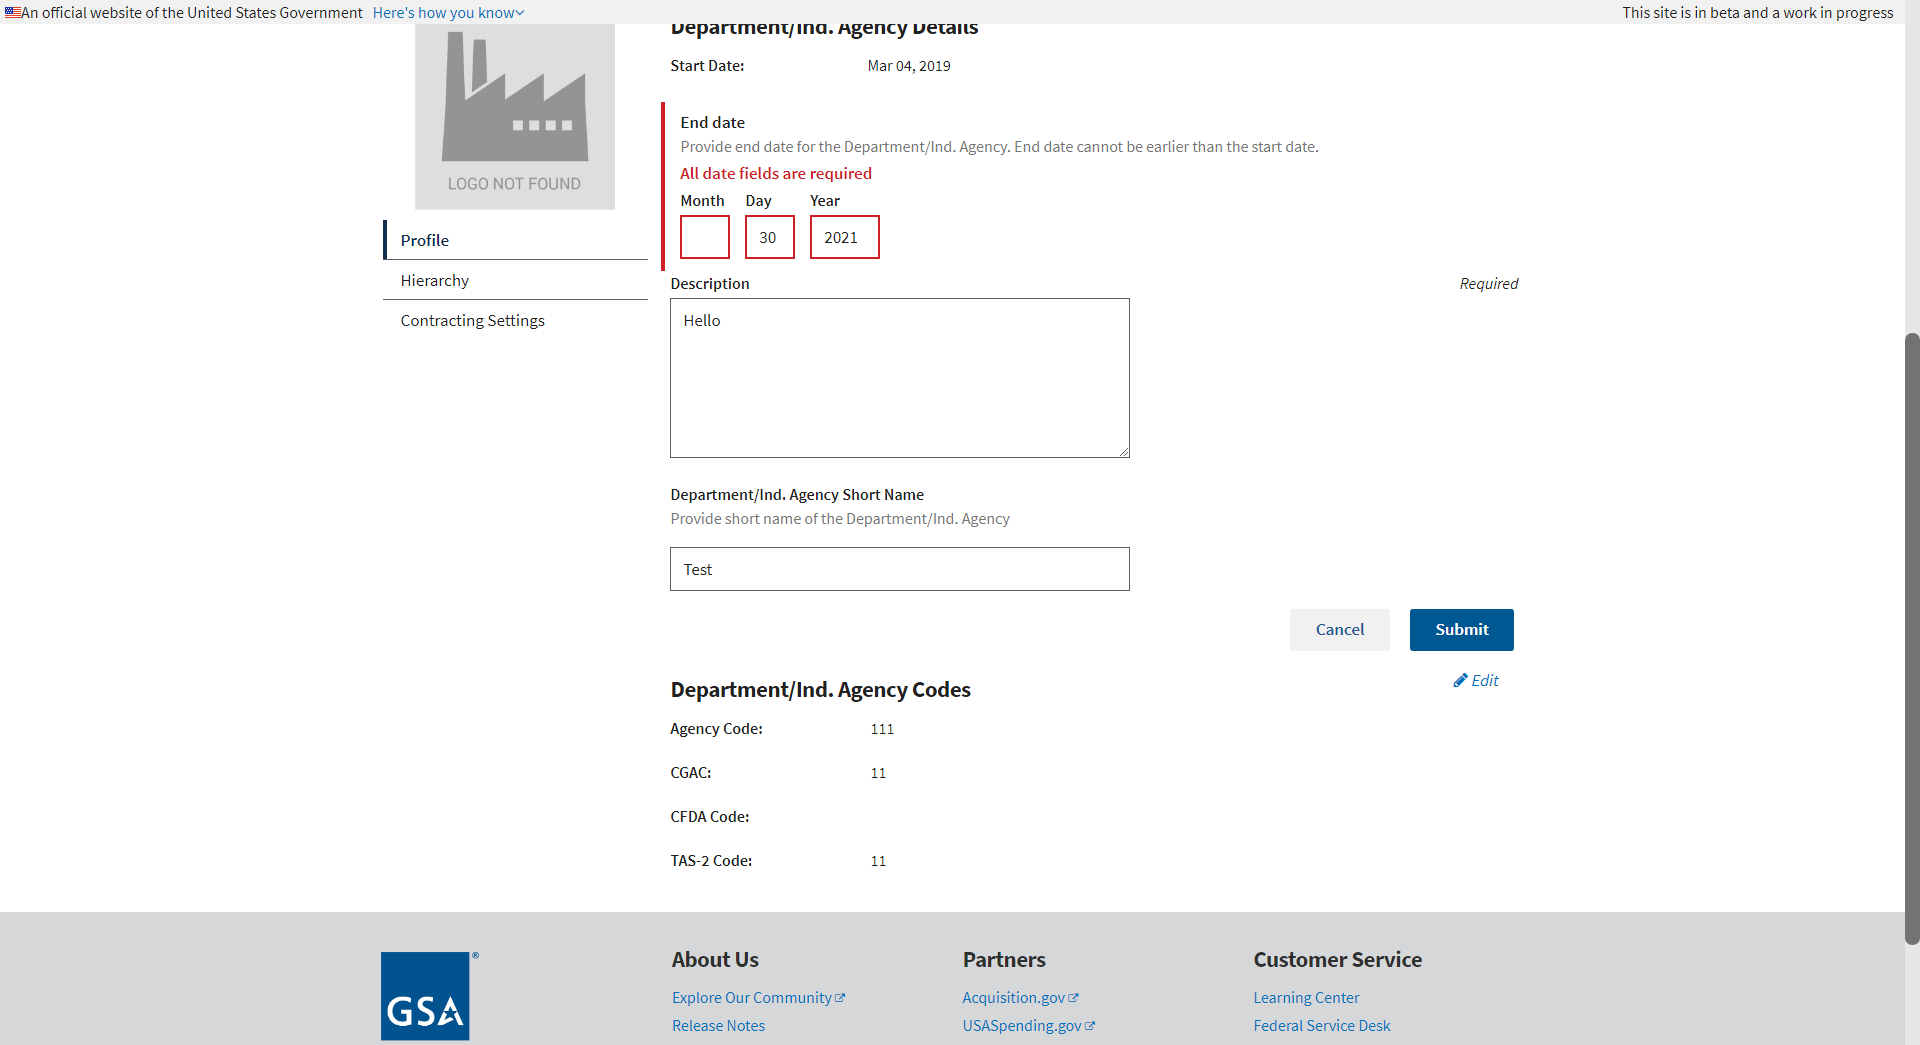 An official website of the United States Government Here's how you know
This site is in beta and a work in progress
Department/Ind. Agency Details
Start Date: Mar 04, 2019
LOGO NOT FOUND
Profile
Hierarchy
Contracting Settings
End date
Provide end date for the Department/Ind. Agency. End date cannot be earlier than the start date.
All date fields are required
Month Day Year
30 2021
Description Required
Hello
Department/Ind. Agency Short Name
Provide short name of the Department/Ind. Agency
Test
Cancel Submit
Edit
Department/Ind. Agency Codes
Agency Code: 111
CGAC: 11
CFDA Code:
TAS-2 Code: 11
GSA®
About Us
Explore Our Community
Release Notes
Partners
Acquisition.gov
USASpending.gov
Customer Service
Learning Center
Federal Service Desk